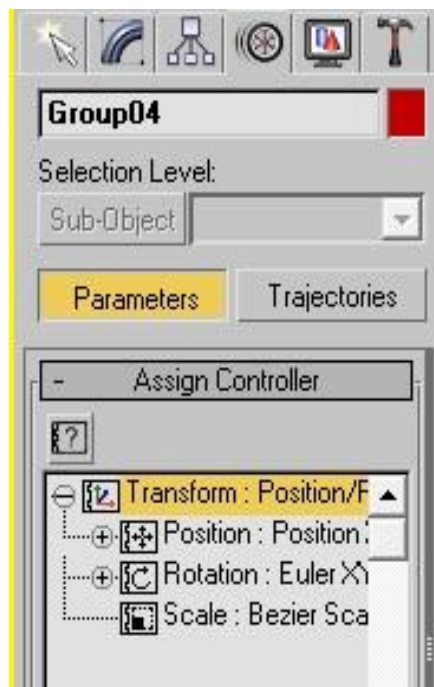 Group04
Selection Level:
Sub-Object
Parameters Trajectories
- Assign Controller
?
Transform : Position/
Position : Position
Rotation : Euler X
Scale : Bezier Sca